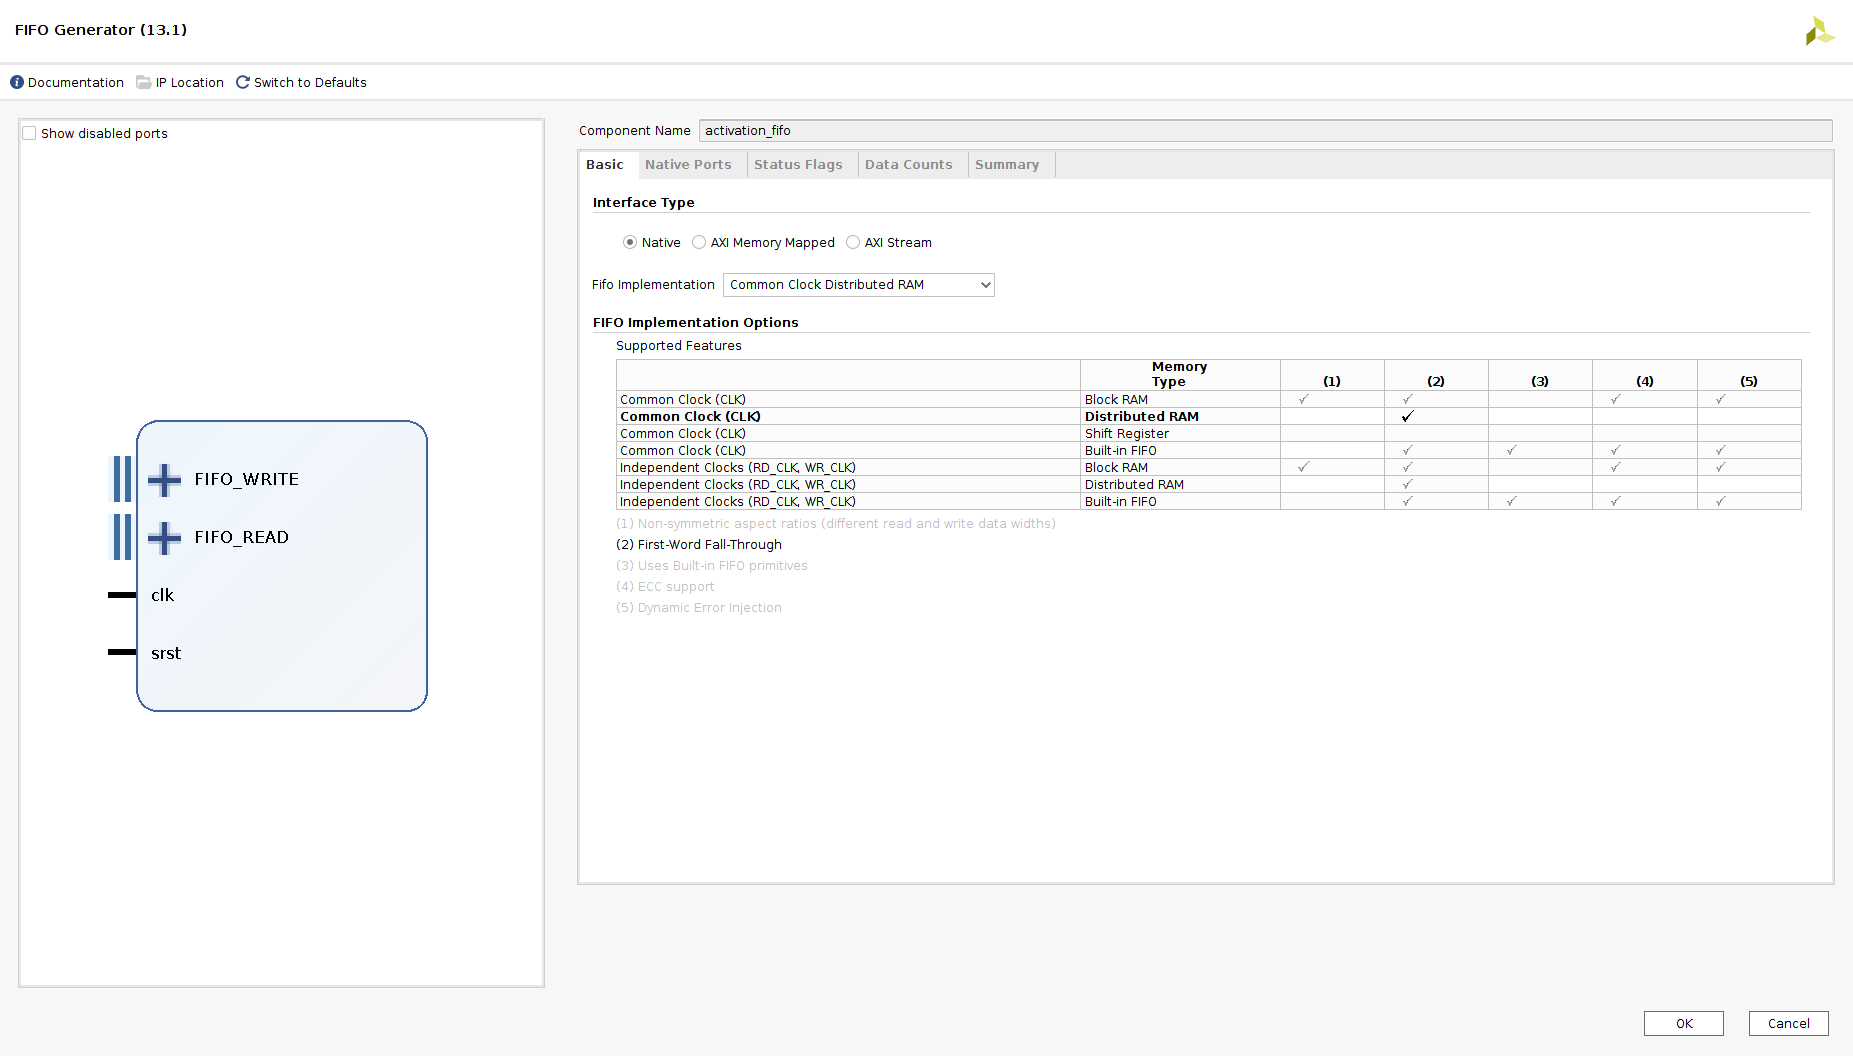 FIFO Generator (13.1)
Documentation IP Location Switch to Defaults
Show disabled ports
FIFO_WRITE
FIFO_READ
clk
srst
Component Name activation_fifo
Basic Native Ports Status Flags Data Counts Summary
Interface Type
Native AXI Memory Mapped AXI Stream
Fifo Implementation Common Clock Distributed RAM
FIFO Implementation Options
Supported Features
Memory
Type (1) (2) (3) (4) (5)
Common Clock (CLK) Block RAM ✓ ✓ ✓ ✓
Common Clock (CLK) Distributed RAM ✓
Common Clock (CLK) Shift Register
Common Clock (CLK) Built-in FIFO ✓ ✓ ✓ ✓
Independent Clocks (RD_CLK, WR_CLK) Block RAM ✓ ✓ ✓ ✓
Independent Clocks (RD_CLK, WR_CLK) Distributed RAM ✓
Independent Clocks (RD_CLK, WR_CLK) Built-in FIFO ✓ ✓ ✓ ✓
(1) Non-symmetric aspect ratios (different read and write data widths)
(2) First-Word Fall-Through
(3) Uses Built-in FIFO primitives
(4) ECC support
(5) Dynamic Error Injection
OK Cancel